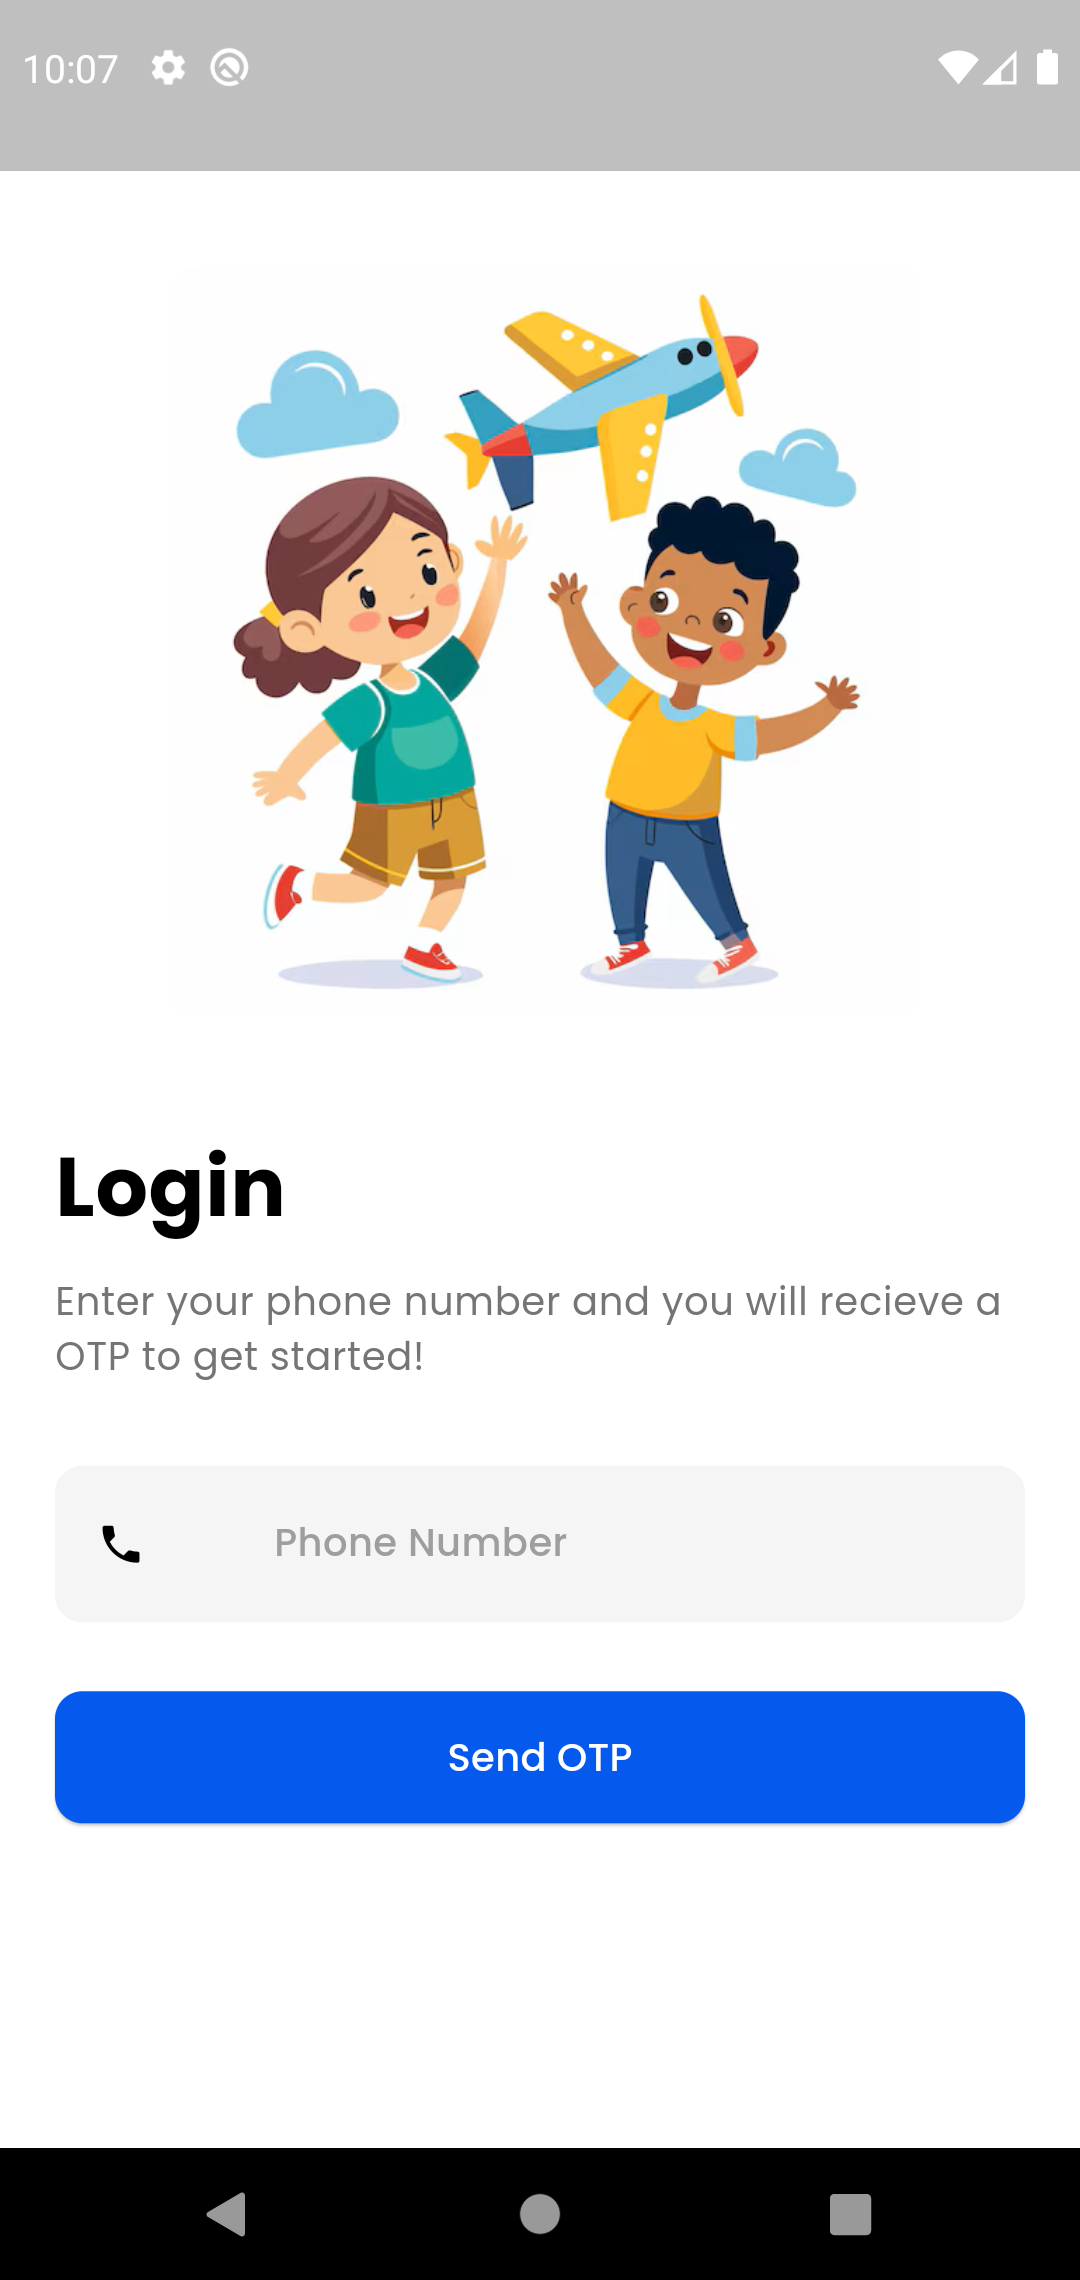 10:07
Login
Enter your phone number and you will recieve a
OTP to get started!
Phone Number
Send OTP